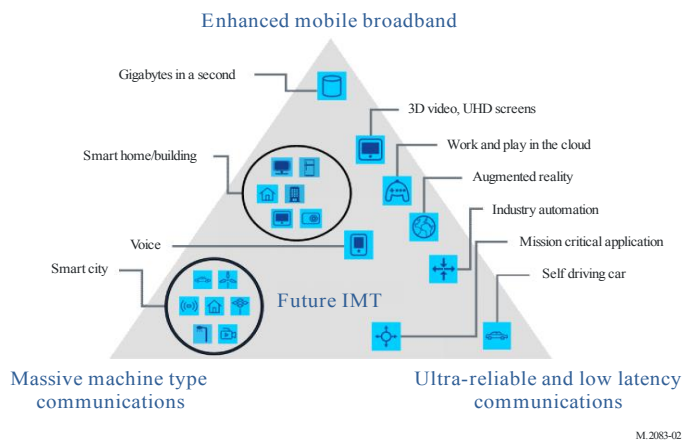 Enhanced mobile broadband
Gigabytes in a second
3D video, UHD screens
Work and play in the cloud
Smart home/building
Augmented reality
Industry automation
Voice
Mission critical application
Smart city
Self driving car
Future IMT
Massive machine type
communications
Ultra-reliable and low latency
communications
M.2083-02